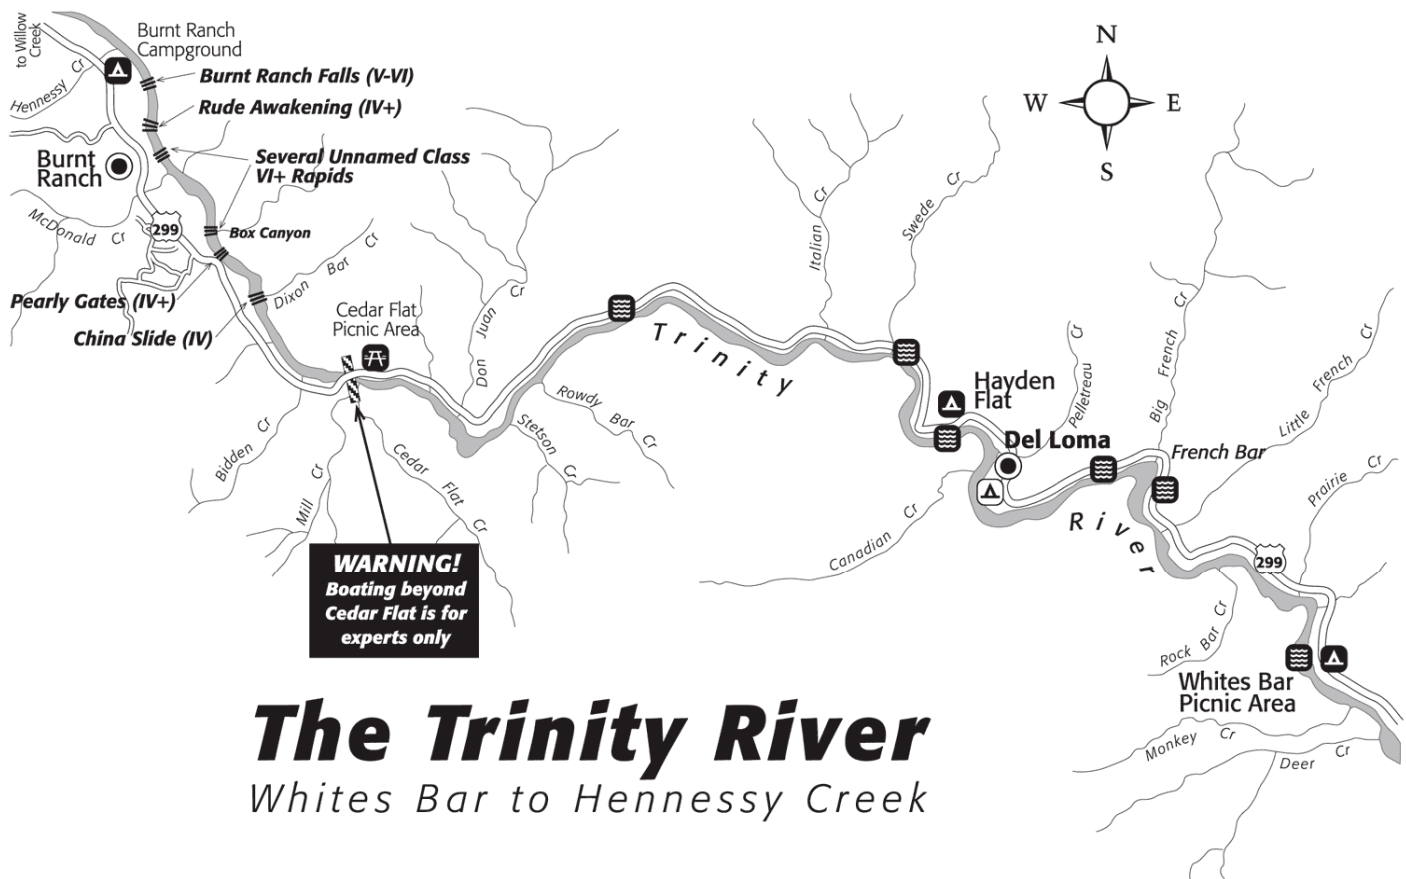 to Willow
Creek
Burnt Ranch
Campground
Hennessy Cr
Burnt Ranch Falls (V-VI)
Rude Awakening (IV+)
Burnt
Ranch
Several Unnamed Class
VI+ Rapids
McDonald Cr
299
Box Canyon
Pearly Gates (IV+)
China Slide (IV)
Dixon Bar Cr
Cedar Flat
Picnic Area
Don Juan Cr
Bidden Cr
Mill Cr
Cedar Flat Cr
Stetson Cr
Rowdy Bar Cr
WARNING!
Boating beyond
Cedar Flat is for
experts only
Trinity
Italian Cr
Swede Cr
N
W E
S
Hayden
Flat
Del Loma
Pelletreau Cr
Big French Cr
French Bar
Little French Cr
Prairie Cr
Canadian Cr
River
299
Rock Bar Cr
Whites Bar
Picnic Area
Monkey Cr
Deer Cr
The Trinity River
Whites Bar to Hennessy Creek